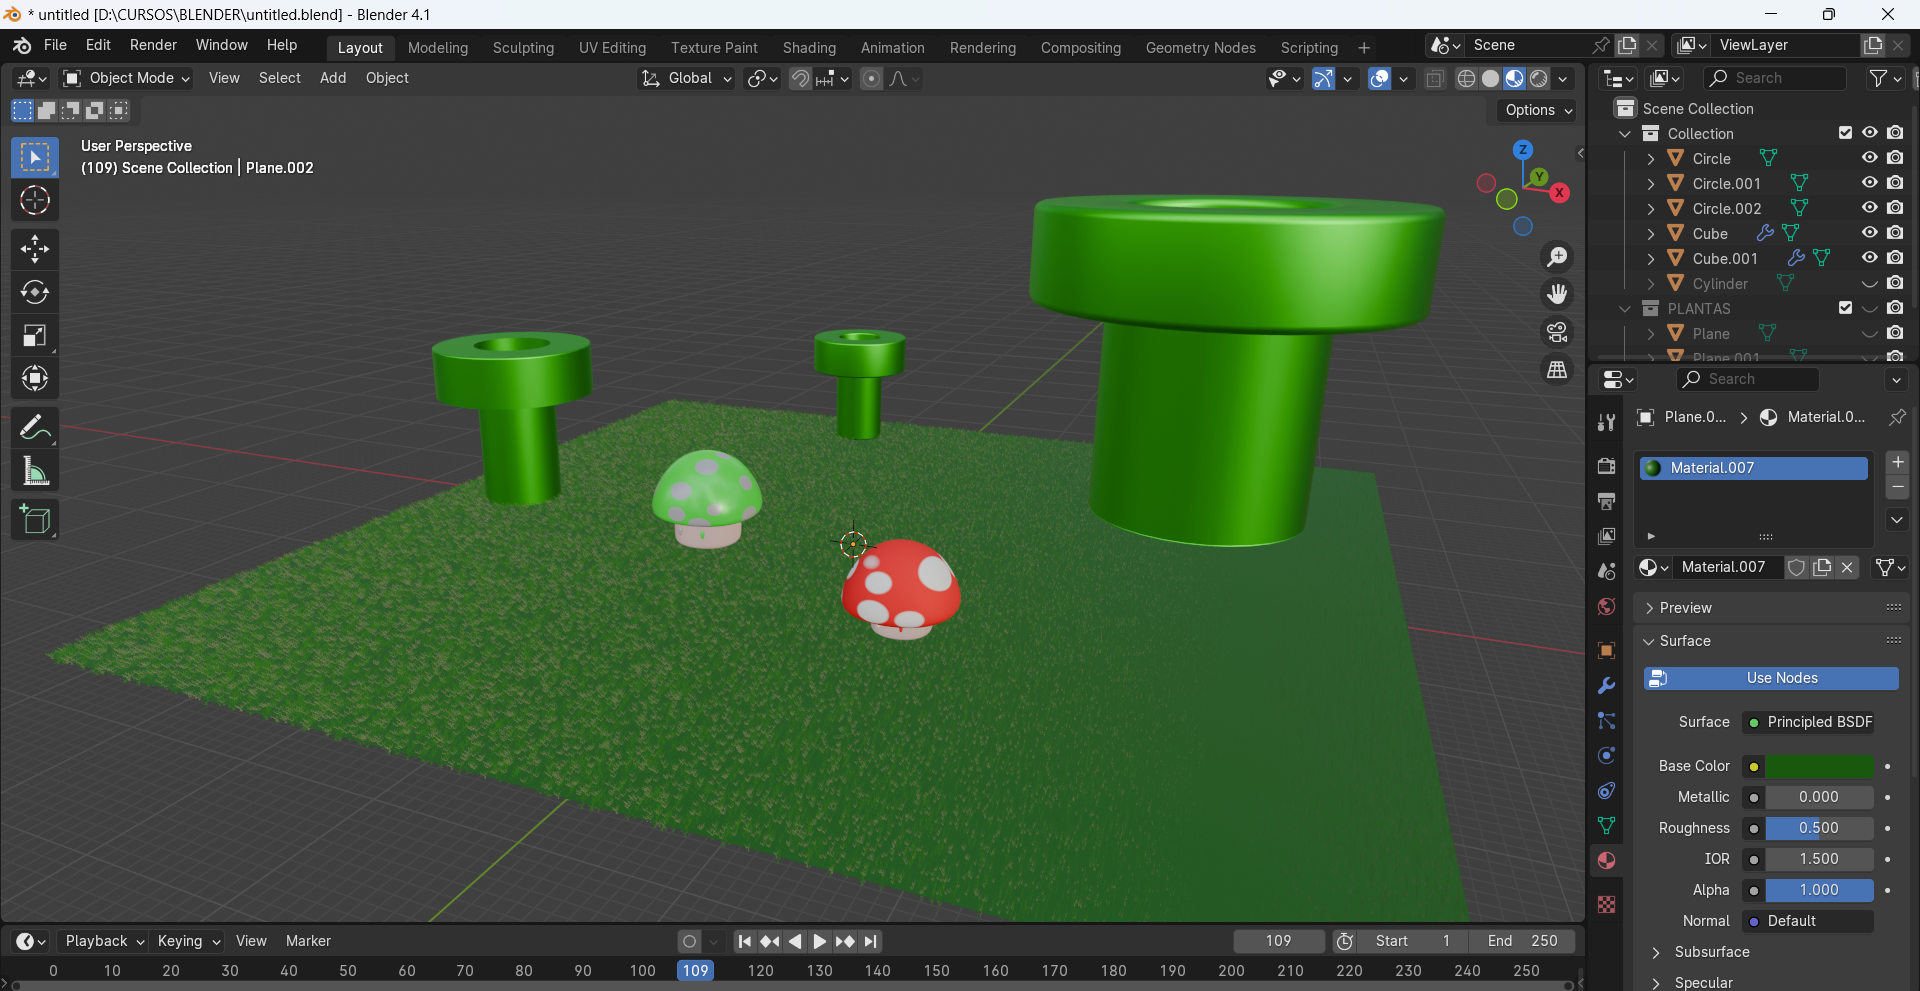 * untitled [D:\CURSOS\BLENDER\untitled.blend] - Blender 4.1
File Edit Render Window Help Layout Modeling Sculpting UV Editing Texture Paint Shading Animation Rendering Compositing Geometry Nodes Scripting + Scene ViewLayer
Object Mode View Select Add Object Global Search
Options
User Perspective
(109) Scene Collection | Plane.002
Z
Y
X
Scene Collection
Collection
Circle
Circle.001
Circle.002
Cube
Cube.001
Cylinder
PLANTAS
Plane
Plane.001
Search
Plane.0... Material.0...
Material.007
Material.007
Preview
Surface
Use Nodes
Surface Principled BSDF
Base Color
Metallic 0.000
Roughness 0.500
IOR 1.500
Alpha 1.000
Normal Default
Subsurface
Specular
Playback Keying View Marker 109 Start 1 End 250
0 10 20 30 40 50 60 70 80 90 100 109 120 130 140 150 160 170 180 190 200 210 220 230 240 250